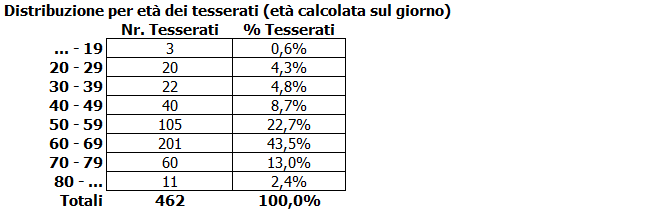 Distribuzione per età dei tesserati (età calcolata sul giorno)
Nr. Tesserati % Tesserati
... - 19 3 0,6%
20 - 29 20 4,3%
30 - 39 22 4,8%
40 - 49 40 8,7%
50 - 59 105 22,7%
60 - 69 201 43,5%
70 - 79 60 13,0%
80 - ... 11 2,4%
Totali 462 100,0%